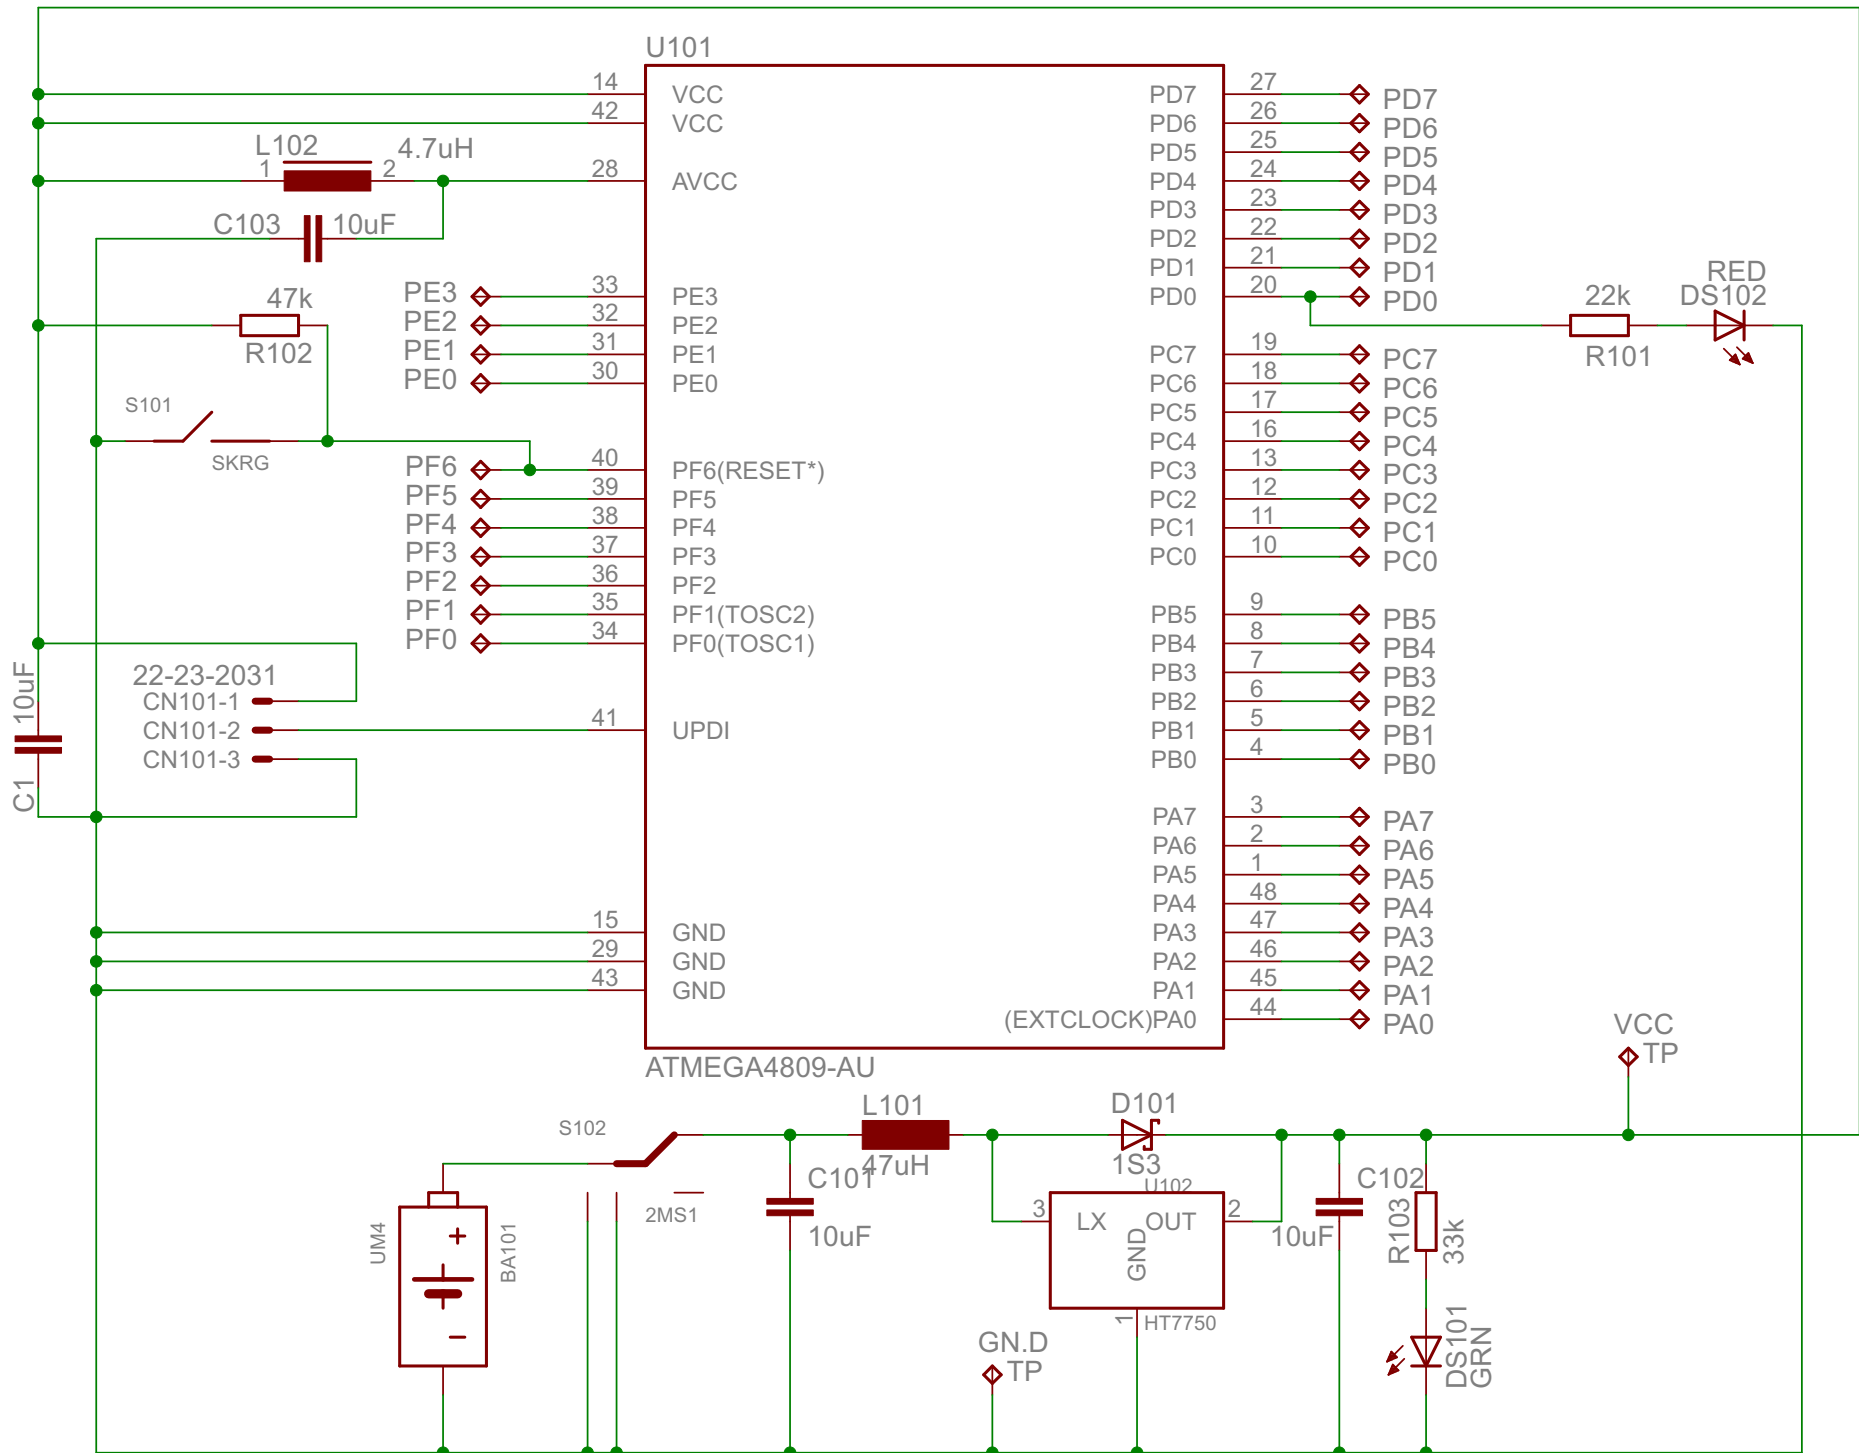 U101
14
VCC
42
VCC
L102
1
2
4.7uH
28
AVCC
C103
10uF
PE3
33
PE3
47k
PE2
32
PE2
R102
PE1
31
PE1
PE0
30
PE0
S101
SKRG
PF6
40
PF6(RESET*)
PF5
39
PF5
PF4
38
PF4
PF3
37
PF3
PF2
36
PF2
PF1
35
PF1(TOSC2)
PF0
34
PF0(TOSC1)
10uF
C1
22-23-2031
CN101-1
CN101-2
CN101-3
41
UPDI
15
GND
29
GND
43
GND
PD7
27
PD7
PD6
26
PD6
PD5
25
PD5
PD4
24
PD4
PD3
23
PD3
PD2
22
PD2
PD1
21
PD1
PD0
20
PD0
22k
R101
RED
DS102
PC7
19
PC7
PC6
18
PC6
PC5
17
PC5
PC4
16
PC4
PC3
13
PC3
PC2
12
PC2
PC1
11
PC1
PC0
10
PC0
PB5
9
PB5
PB4
8
PB4
PB3
7
PB3
PB2
6
PB2
PB1
5
PB1
PB0
4
PB0
PA7
3
PA7
PA6
2
PA6
PA5
1
PA5
PA4
48
PA4
PA3
47
PA3
PA2
46
PA2
PA1
45
PA1
(EXTCLOCK)PA0
44
PA0
ATMEGA4809-AU
VCC
TP
S102
2MS1
UM4
+
−
BA101
L101
47uH
C101
10uF
D101
1S3
U102
3
LX
OUT
2
GND
1
HT7750
GN.D
TP
C102
10uF
R103
33k
DS101
GRN